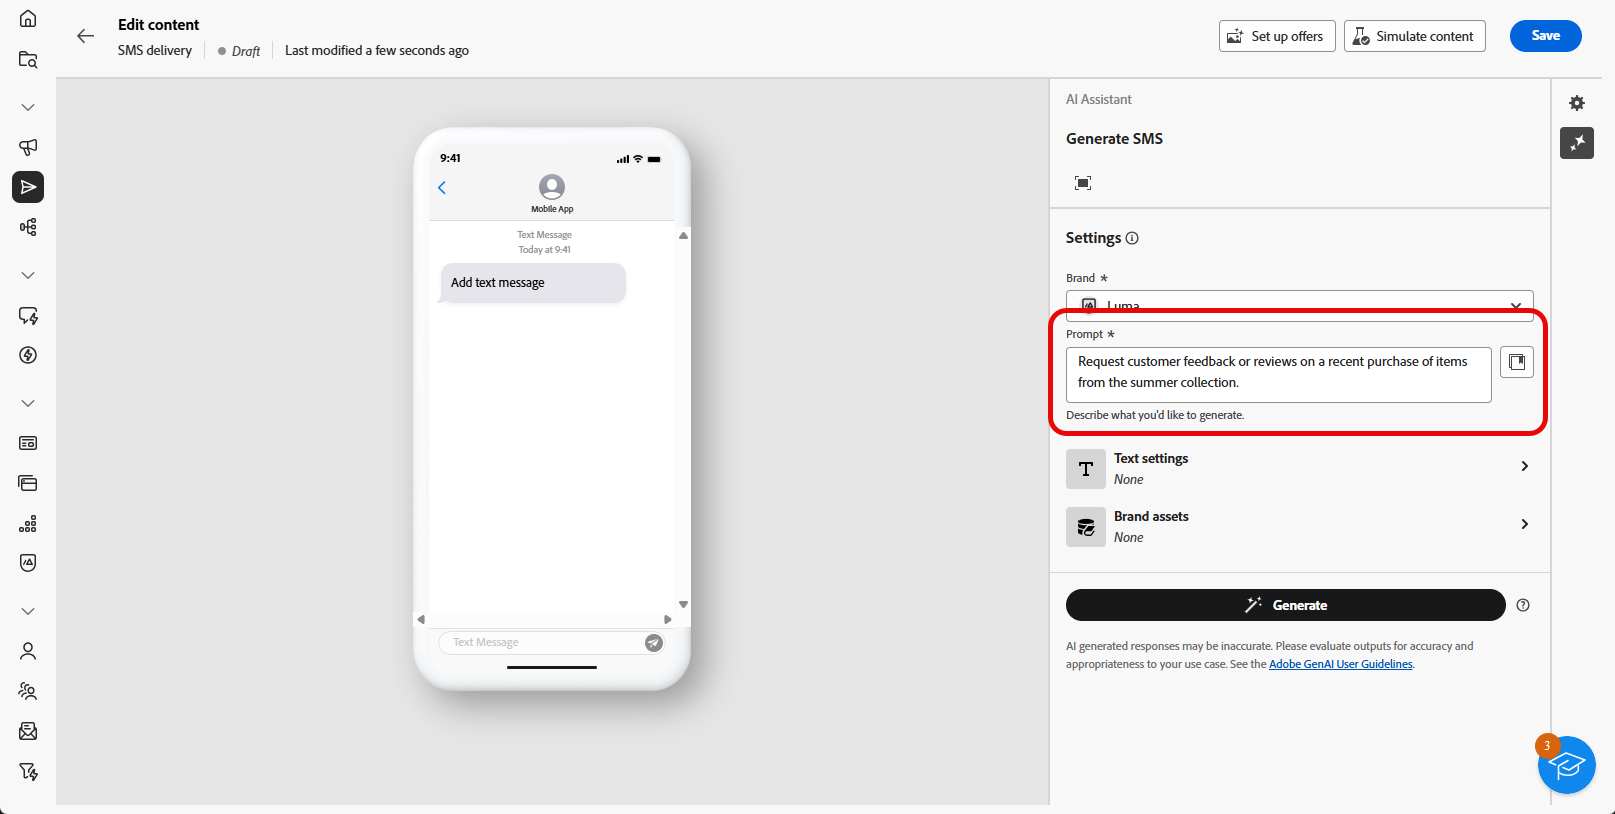 Edit content
SMS delivery
Draft
Last modified a few seconds ago
Set up offers
Simulate content
Save
9:41
Mobile App
Text Message
Today at 9:41
Add text message
Text Message
AI Assistant
Generate SMS
Settings
Brand *
Luma
Prompt *
Request customer feedback or reviews on a recent purchase of items
from the summer collection.
Describe what you'd like to generate.
Text settings
None
Brand assets
None
Generate
AI generated responses may be inaccurate. Please evaluate outputs for accuracy and
appropriateness to your use case. See the Adobe GenAI User Guidelines.
3